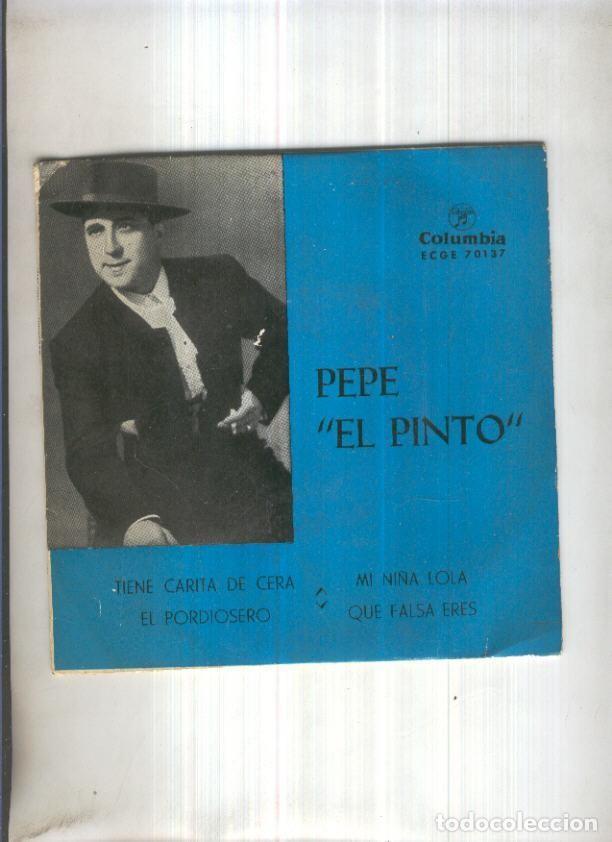 Columbia
ECGE 70137
PEPE
"EL PINTO"
TIENE CARITA DE CERA
EL PORDIOSERO
MI NIÑA LOLA
QUE FALSA ERES
todocoleccion